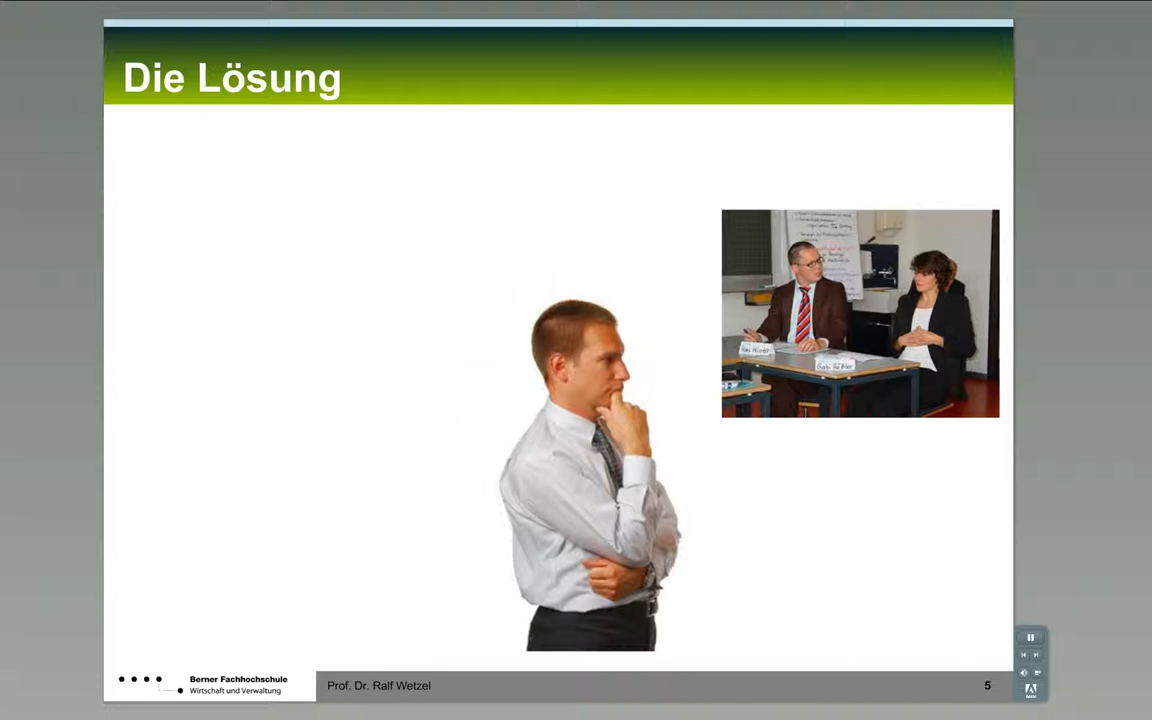 Die Lösung
Berner Fachhochschule
Wirtschaft und Verwaltung
Prof. Dr. Ralf Wetzel
5